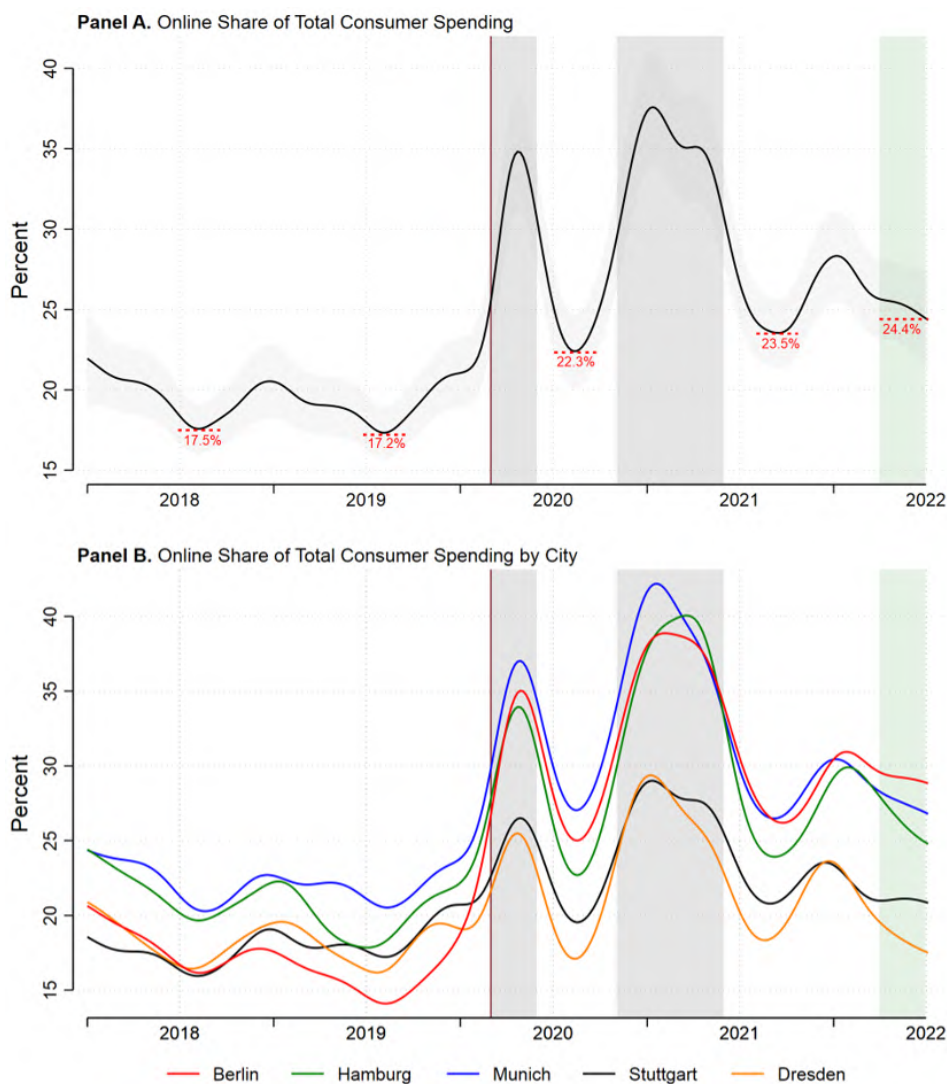 Panel A. Online Share of Total Consumer Spending
40
35
30
25
20
15
Percent
17.5%
17.2%
22.3%
23.5%
24.4%
2018 2019 2020 2021 2022
Panel B. Online Share of Total Consumer Spending by City
40
35
30
25
20
15
Percent
2018 2019 2020 2021 2022
Berlin Hamburg Munich Stuttgart Dresden